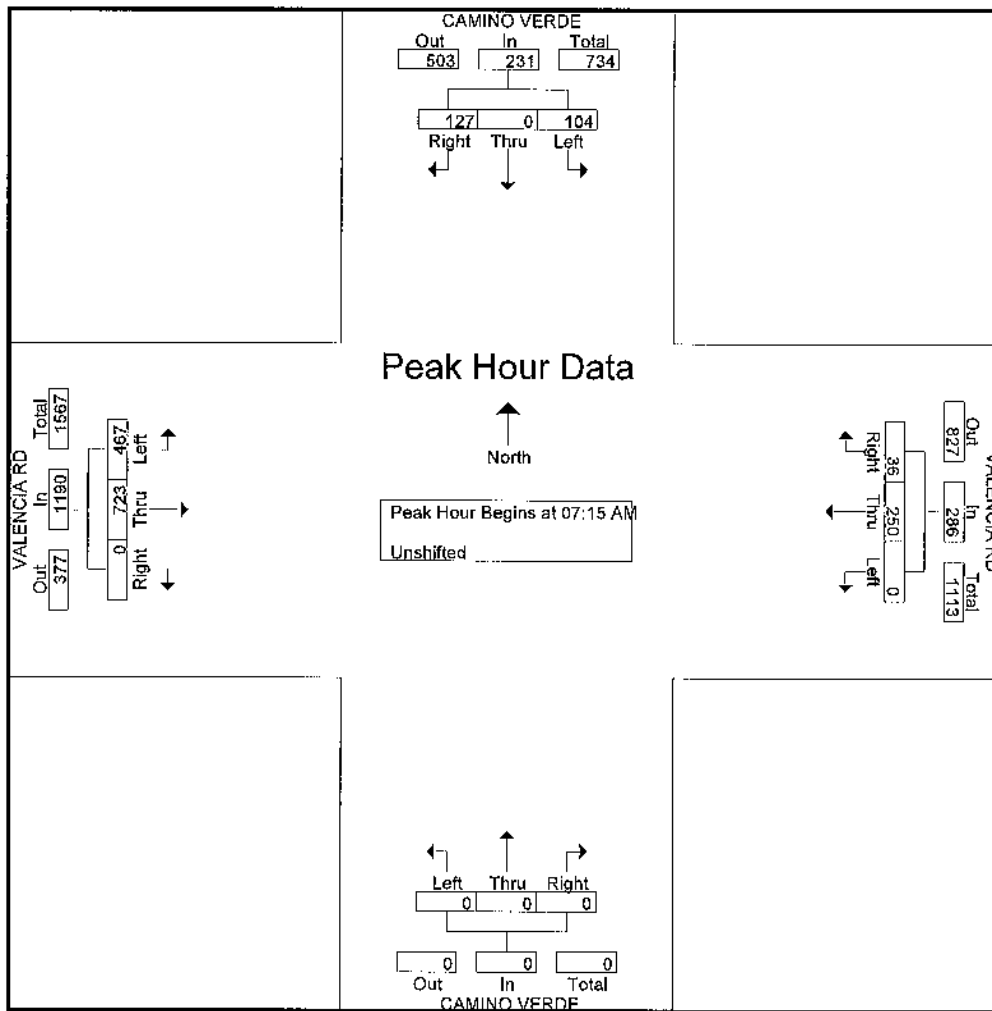 CAMINO VERDE
Out In Total
503 231 734
127 0 104
Right Thru Left
Peak Hour Data
North
Peak Hour Begins at 07:15 AM
Unshifted
VALENCIA RD
Out In Total
377 1190 1567
0 723 467
Right Thru Left
VALENCIA RD
Out In Total
827 286 1113
36 250 0
Right Thru Left
Left Thru Right
0 0 0
0 0 0
Out In Total
CAMINO VERDE